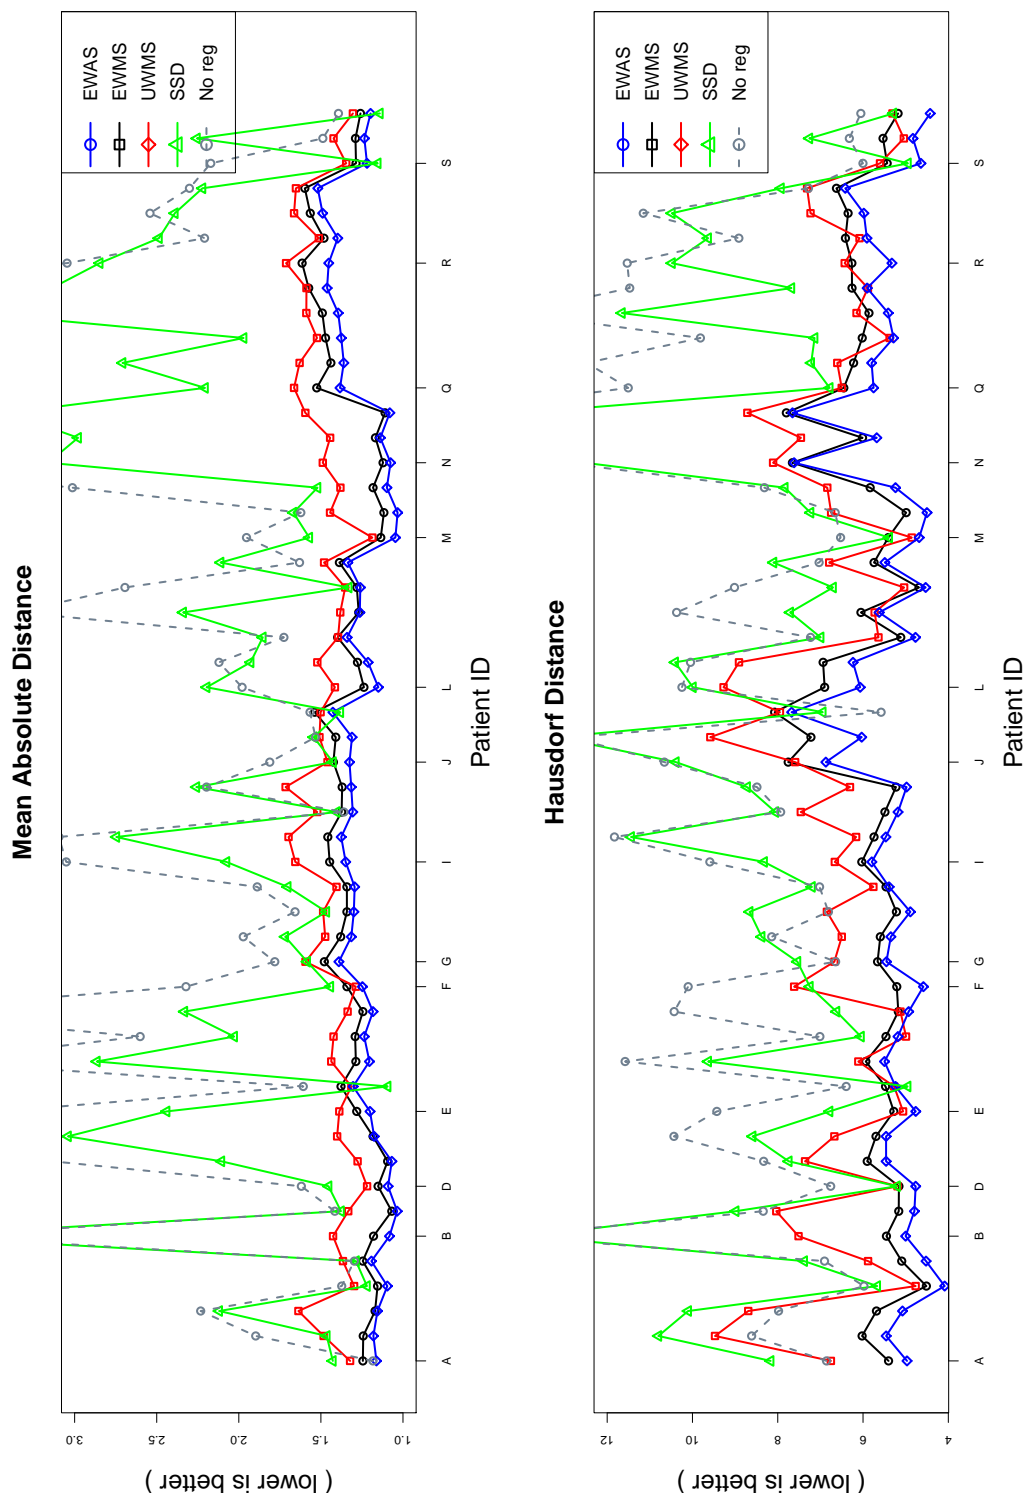 Mean Absolute Distance
EWAS
EWMS
UWMS
SSD
No reg
3.0
2.5
2.0
1.5
1.0
( lower is better )
A
B
D
E
F
G
I
J
L
M
N
Q
R
S
Patient ID
Hausdorf Distance
EWAS
EWMS
UWMS
SSD
No reg
12
10
8
6
4
( lower is better )
A
B
D
E
F
G
I
J
L
M
N
Q
R
S
Patient ID